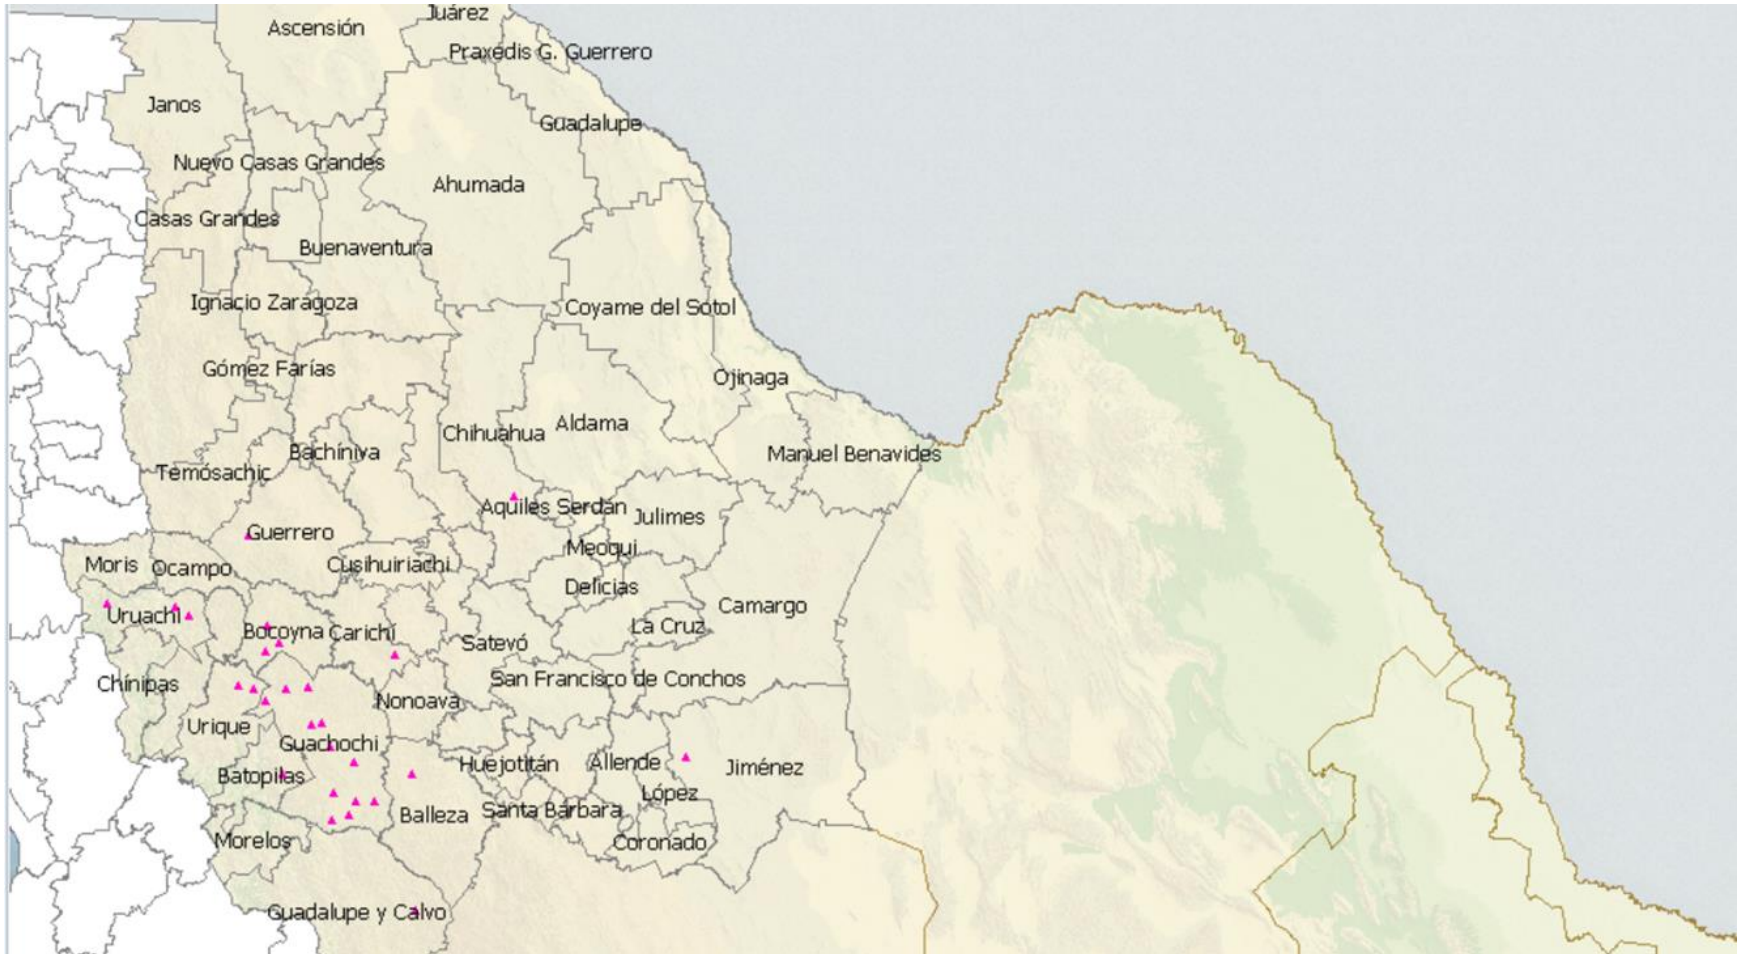 Juárez
Ascensión
Praxedis G. Guerrero
Janos
Guadalupe
Nuevo Casas Grandes
Ahumada
Casas Grandes
Buenaventura
Ignacio Zaragoza
Coyame del Sotol
Gómez Farías
Ojinaga
Aldama
Chihuahua
Bachíniva
Manuel Benavides
Temósachic
Aquiles Serdán
Julimes
Guerrero
Meoqui
Moris
Ocampo
Cusihuiriachi
Delicias
Camargo
Uruachi
La Cruz
Bocoyna
Carichí
Satevó
San Francisco de Conchos
Chínipas
Nonoava
Urique
Guachochi
Huejotitán
Allende
Jiménez
Batopilas
López
Santa Bárbara
Balleza
Morelos
Coronado
Guadalupe y Calvo